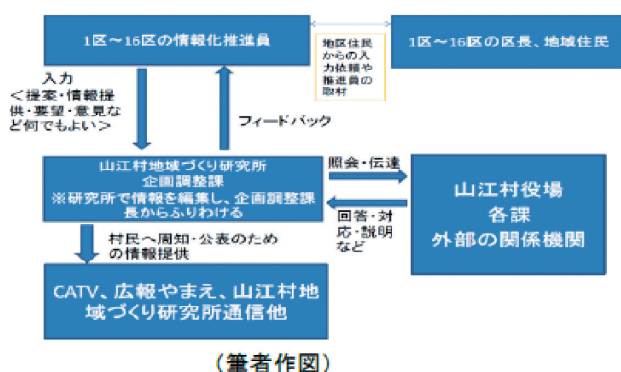 1区～16区の情報化推進員
地区住民
からの入
力依頼や
推進員の
取材
1区～16区の区長、地域住民
入力
＜提案・情報提
供・要望・意見な
ど何でもよい＞
フィードバック
山江村地域づくり研究所
企画調整課
※研究所で情報を編集し、企画調整課
長からふりわける
照会・伝達
回答・対
応・説明
など
山江村役場
各課
外部の関係機関
村民へ周知・公表のため
の情報提供
CATV、広報やまえ、山江村地
域づくり研究所通信他
（筆者作図）